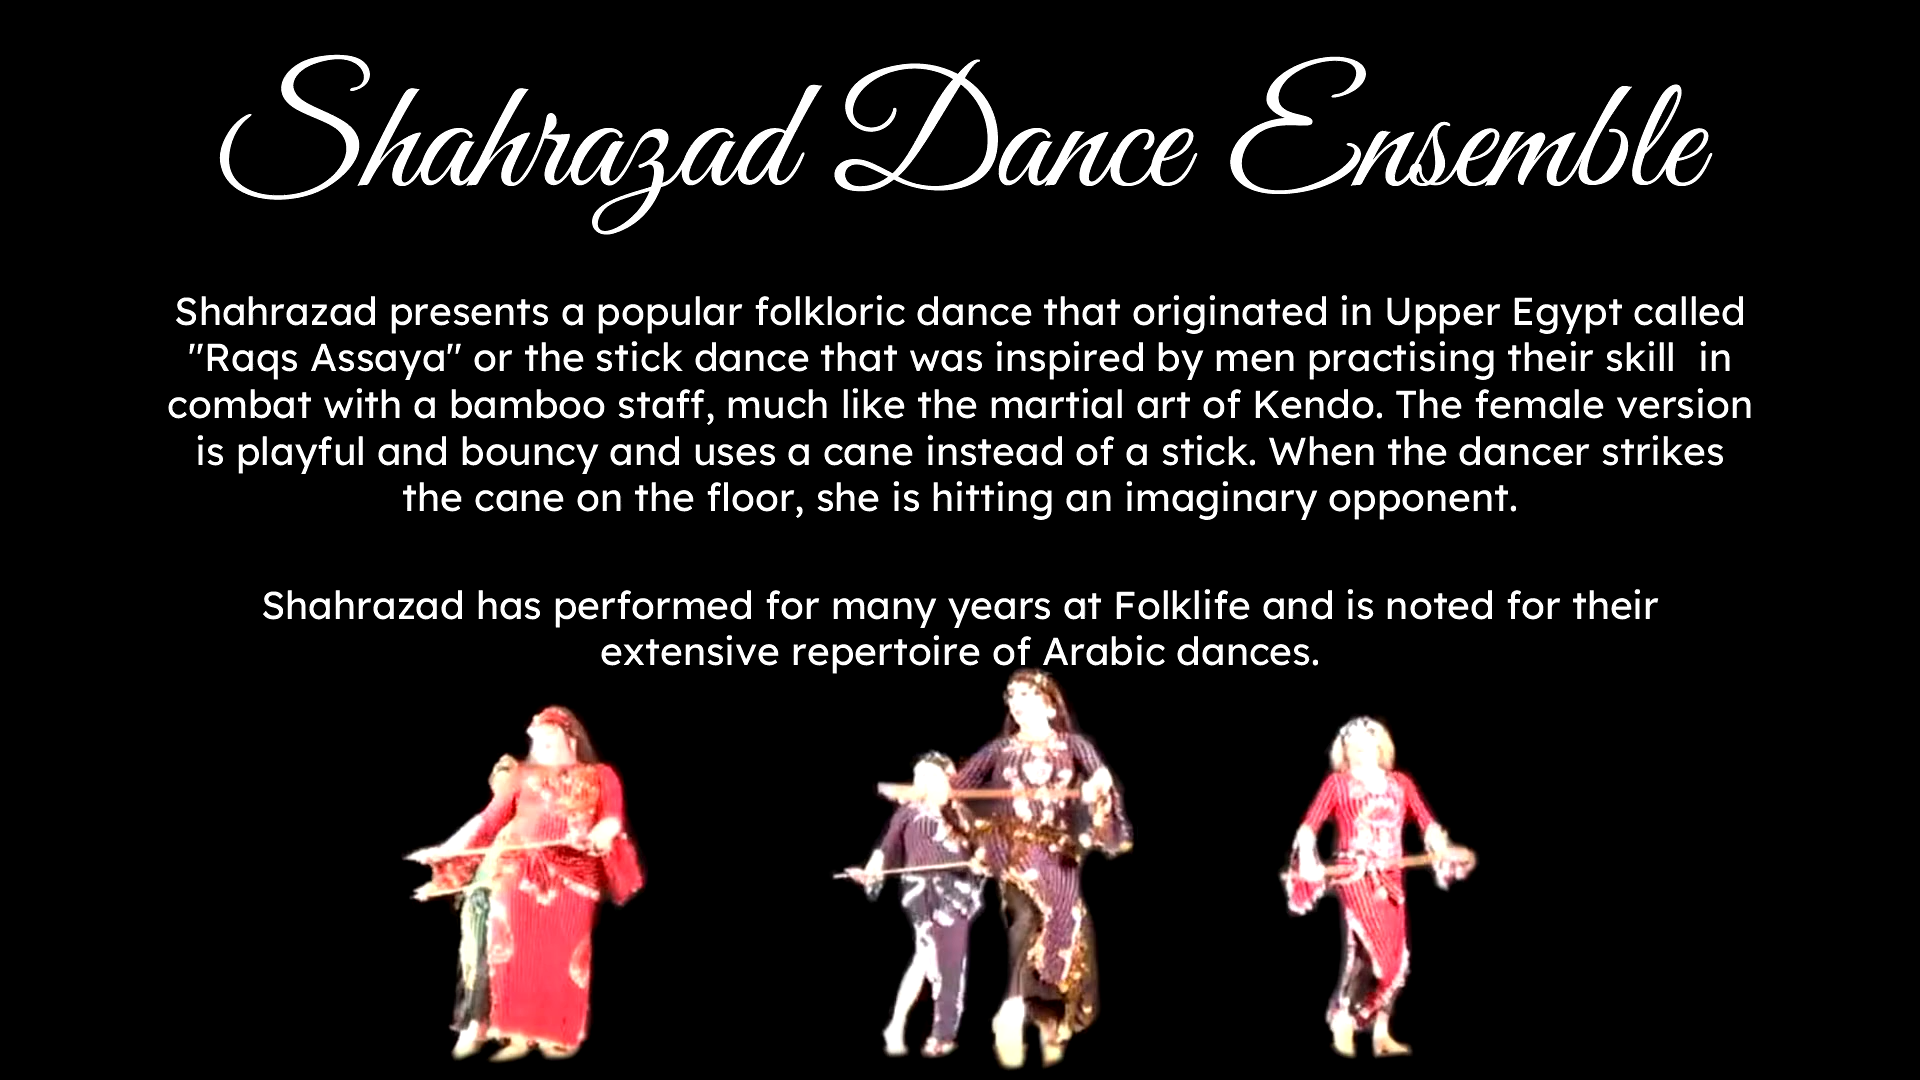 Shahrazad Dance Ensemble
Shahrazad presents a popular folkloric dance that originated in Upper Egypt called
"Raqs Assaya" or the stick dance that was inspired by men practising their skill  in
combat with a bamboo staff, much like the martial art of Kendo. The female version
is playful and bouncy and uses a cane instead of a stick. When the dancer strikes
the cane on the floor, she is hitting an imaginary opponent.
Shahrazad has performed for many years at Folklife and is noted for their
extensive repertoire of Arabic dances.